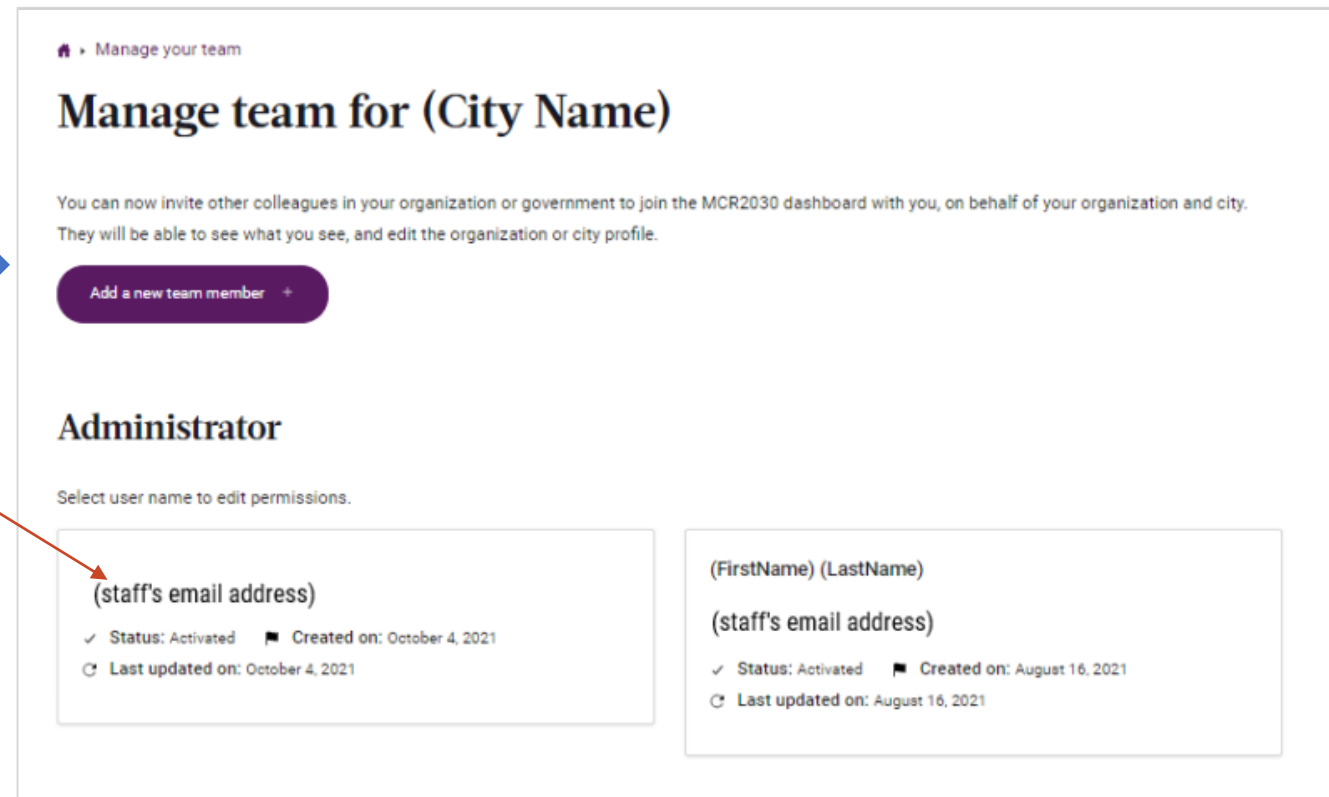 Manage your team
Manage team for (City Name)
You can now invite other colleagues in your organization or government to join the MCR2030 dashboard with you, on behalf of your organization and city.
They will be able to see what you see, and edit the organization or city profile.
Add a new team member +
Administrator
Select user name to edit permissions.
(staff's email address)
Status: Activated Created on: October 4, 2021
Last updated on: October 4, 2021
(FirstName) (LastName)
(staff's email address)
Status: Activated Created on: August 16, 2021
Last updated on: August 16, 2021